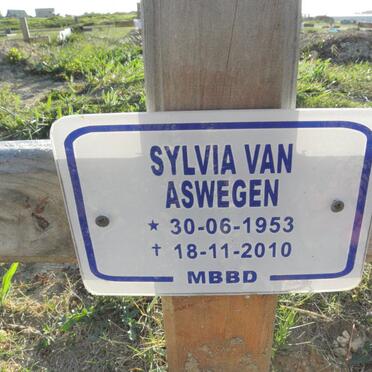 SYLVIA VAN
ASWEGEN
★ 30-06-1953
✝ 18-11-2010
MBBD